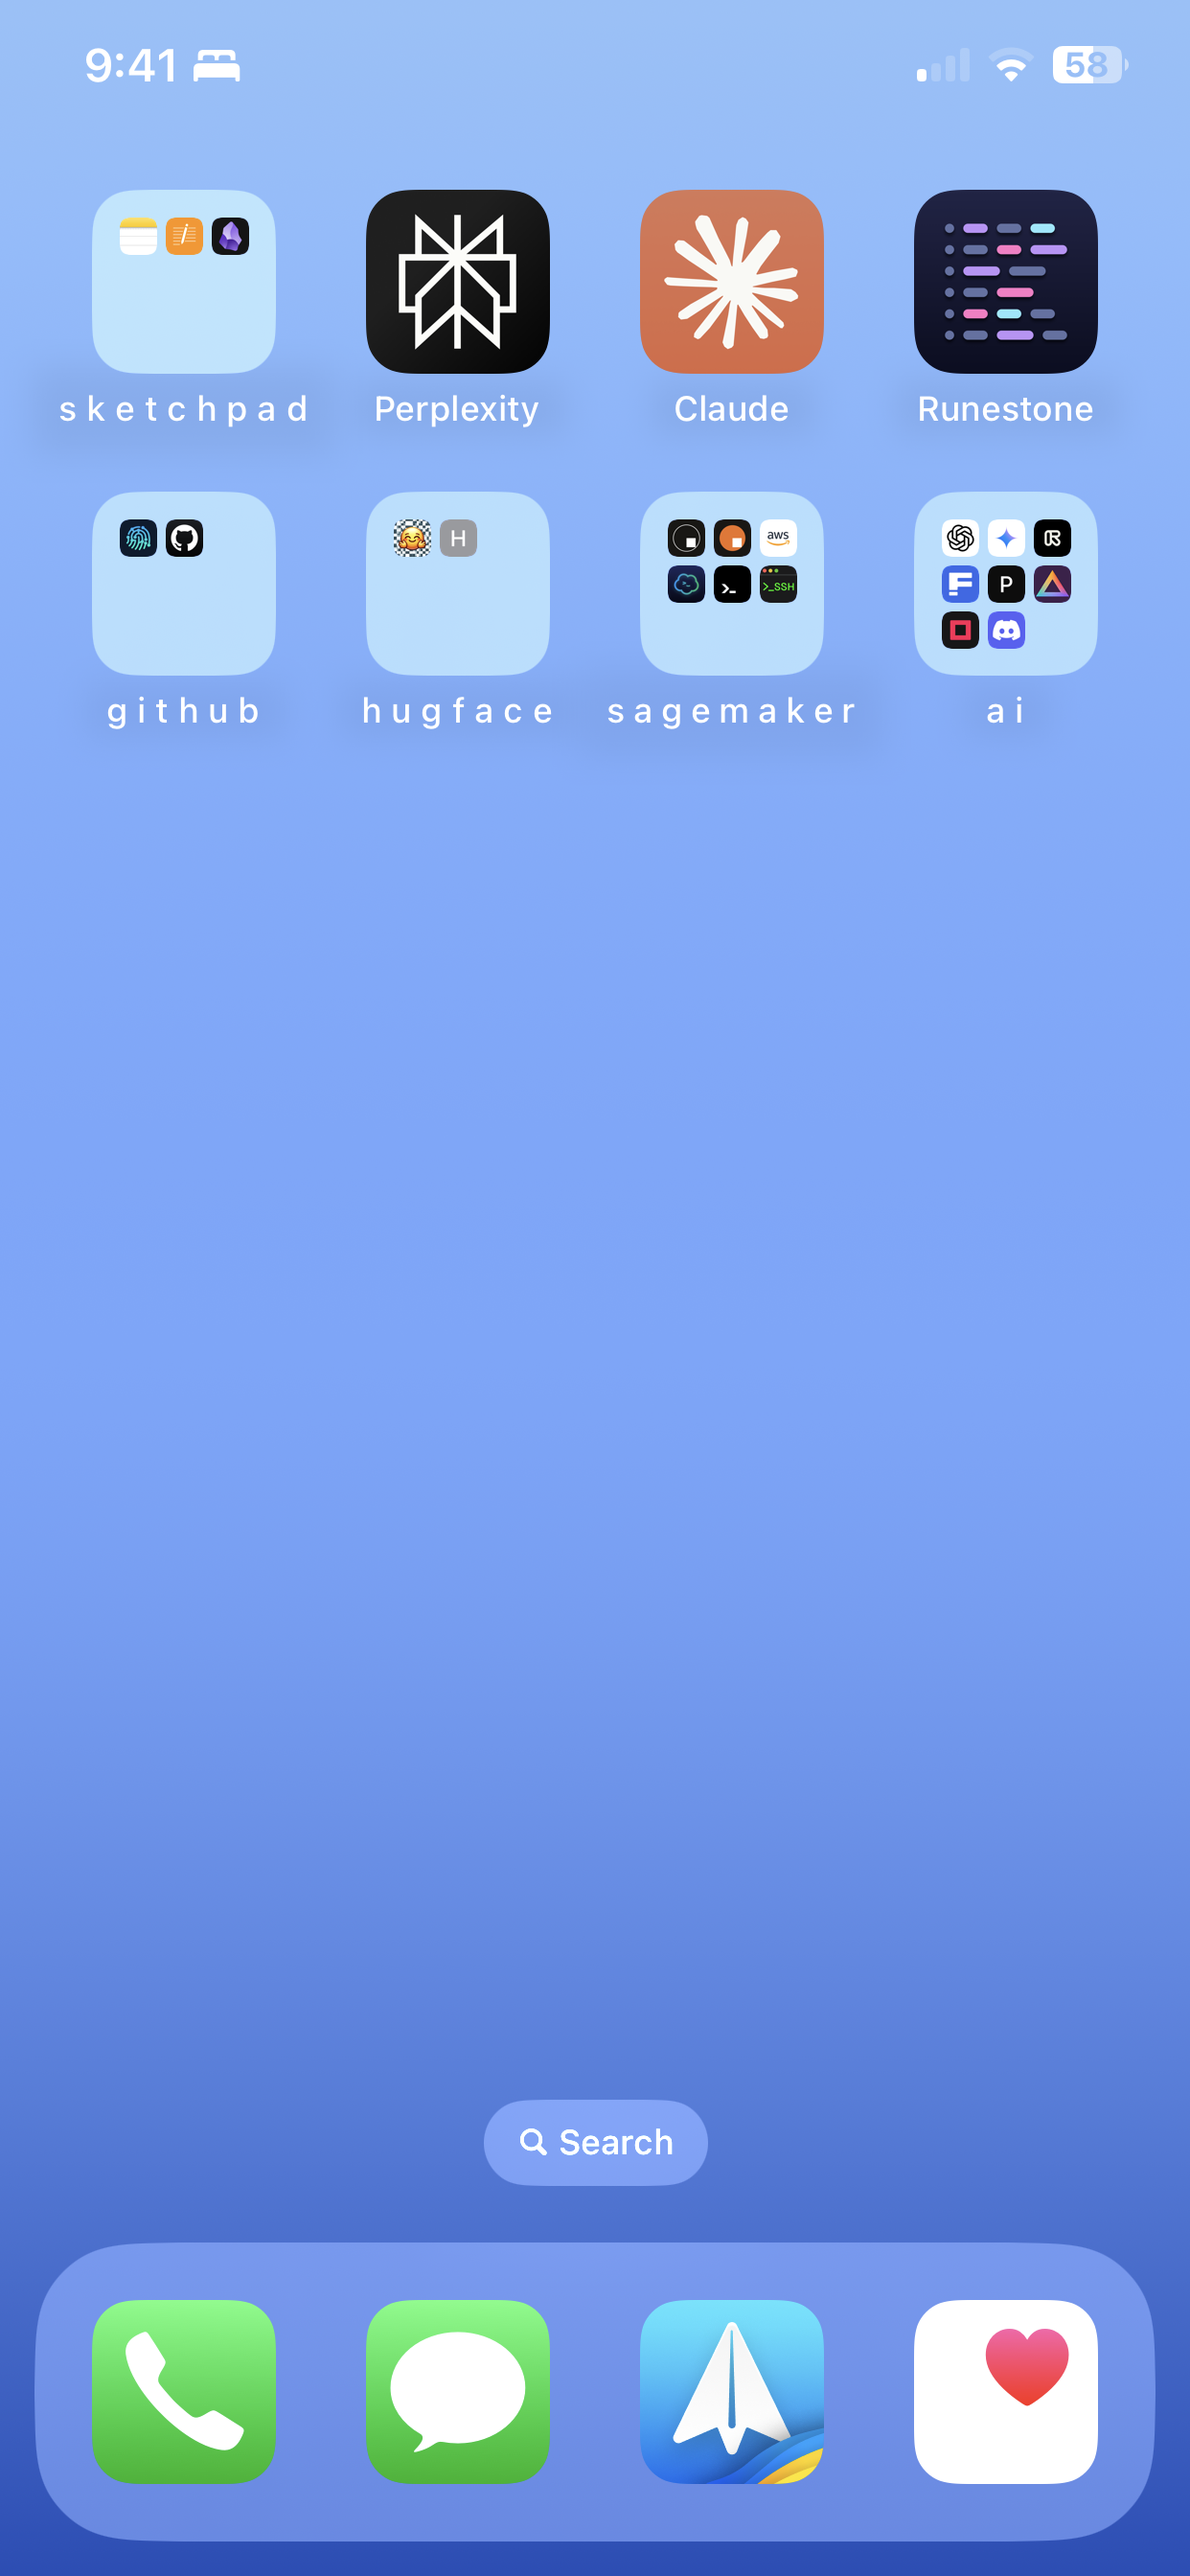 9:41
58
s k e t c h p a d
Perplexity
Claude
Runestone
H
aws
>_
>_SSH
P
g i t h u b
h u g f a c e
s a g e m a k e r
a i
Search